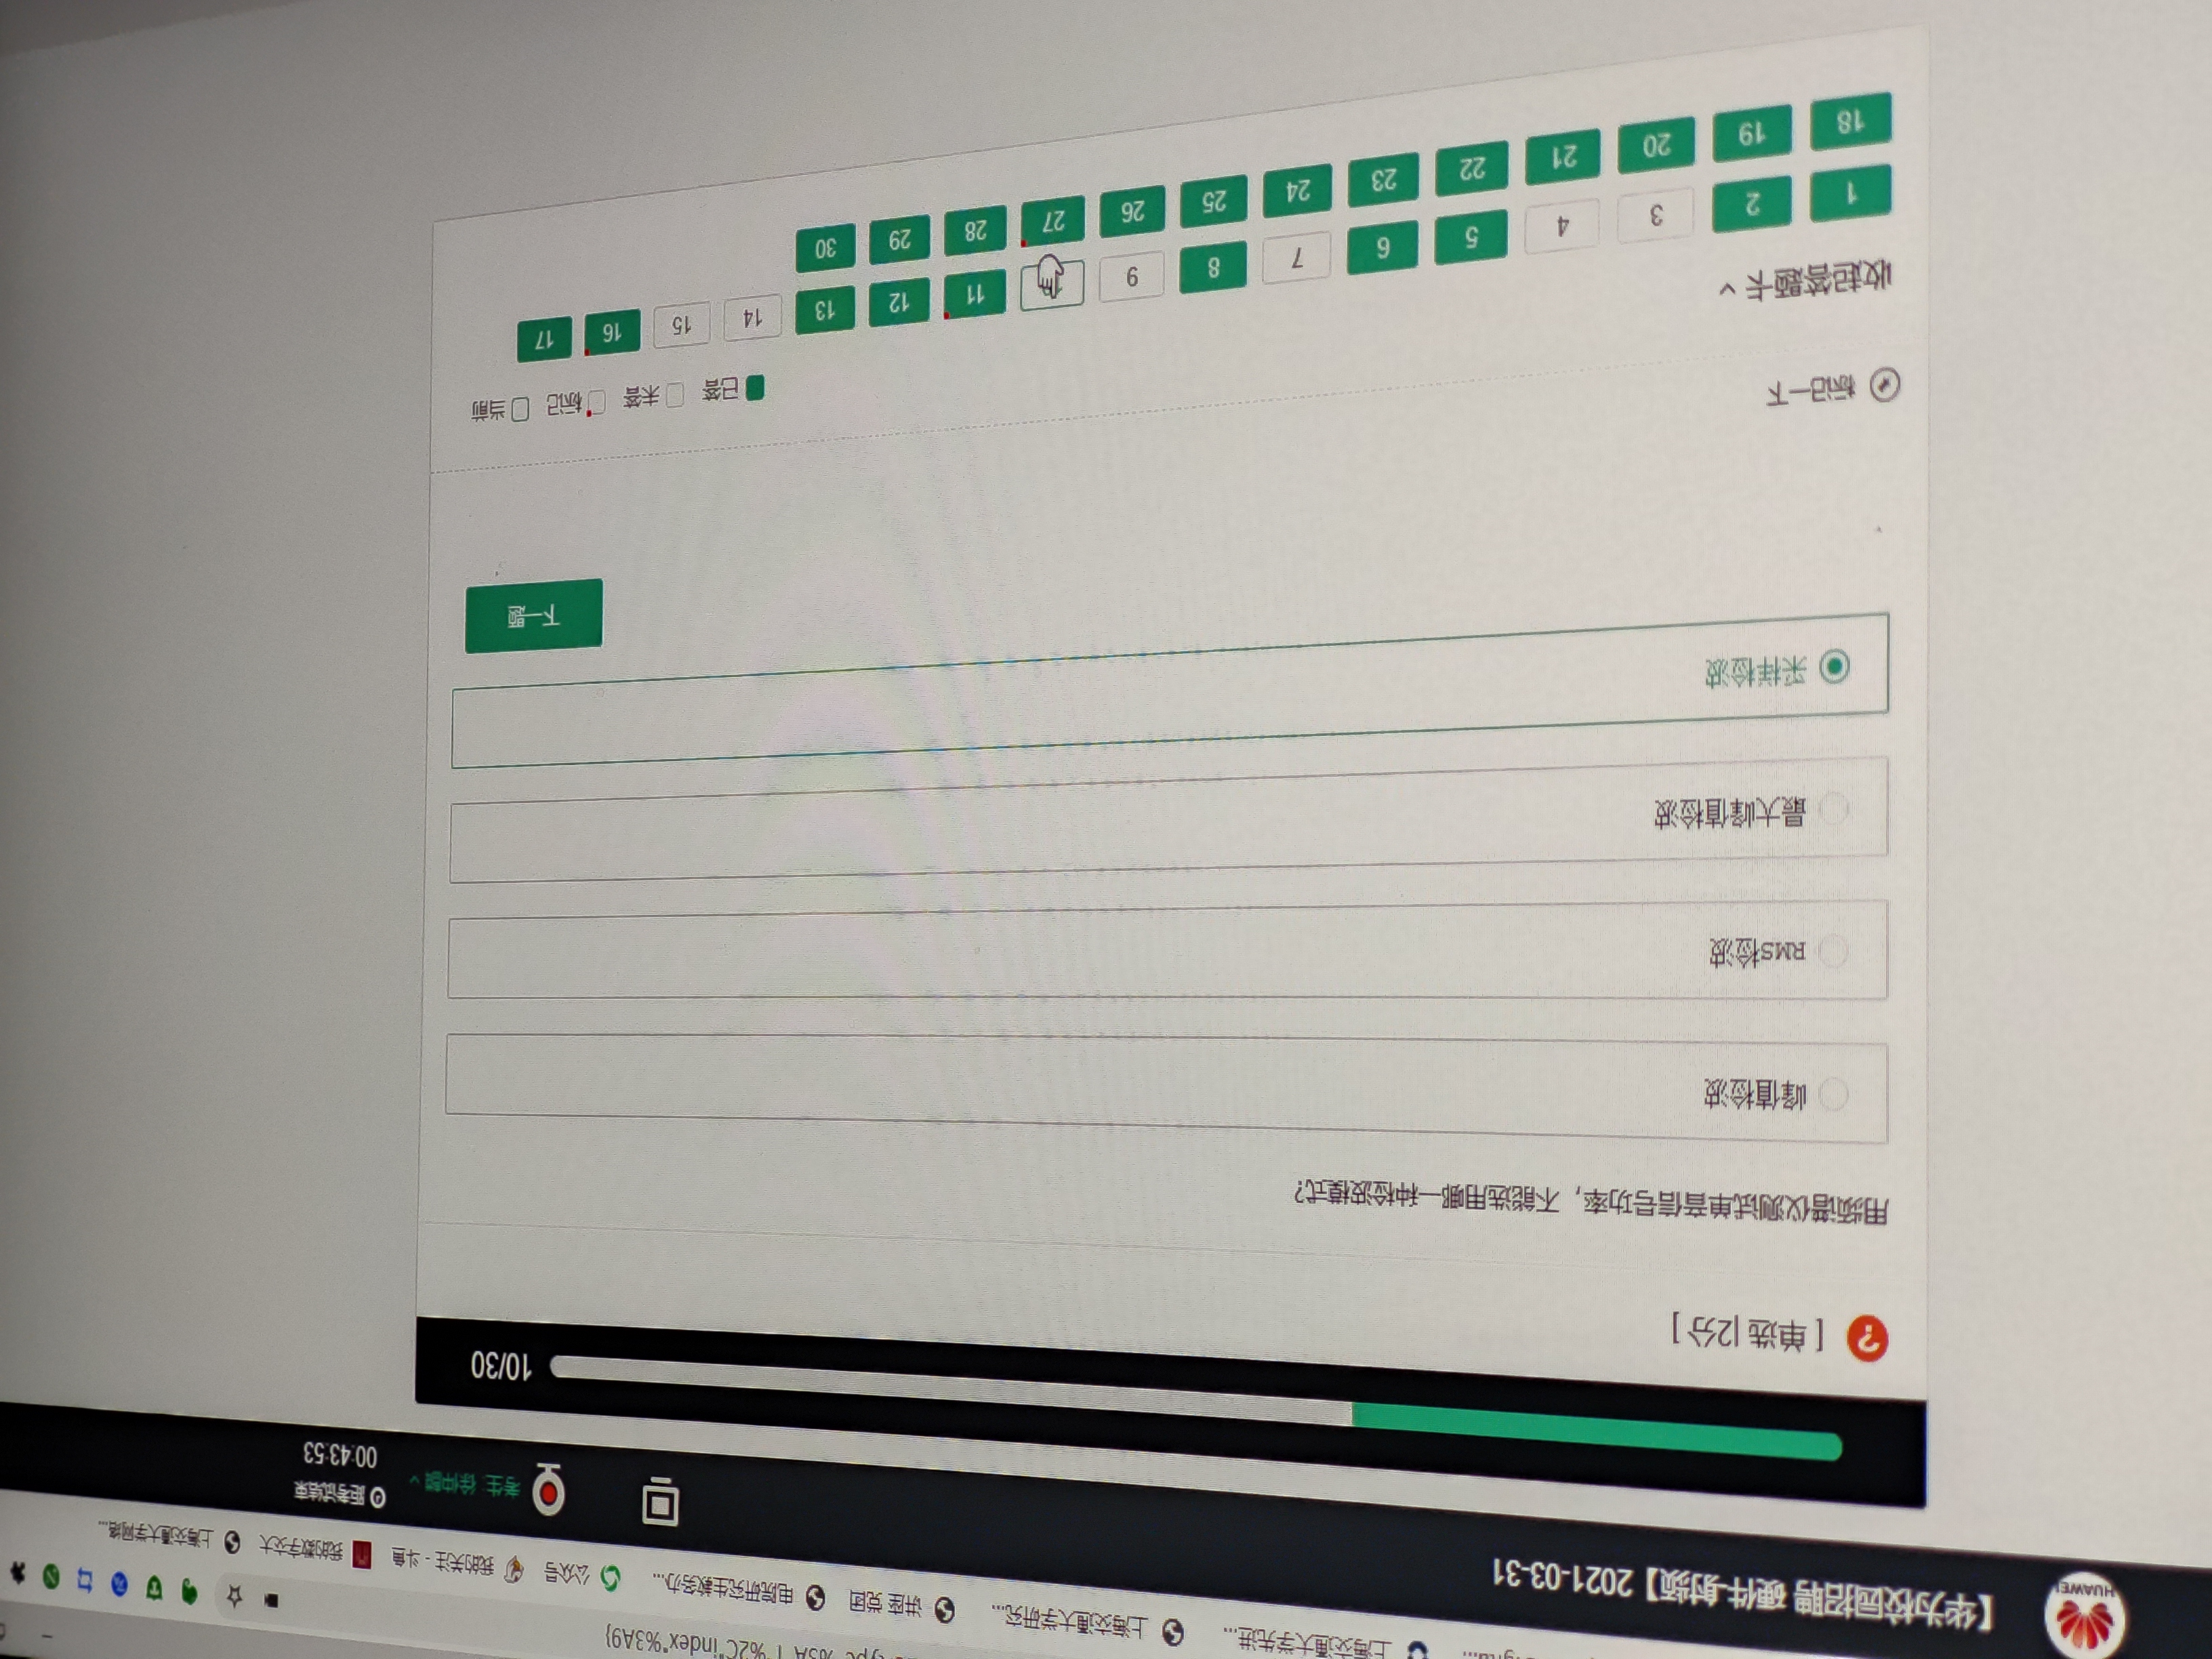 上海交通大学先进...
上海交通大学研究...
讲座 党团
电院研究生教务办...
公众号
我的关注 - 斗鱼
我的数字交大
上海交通大学网络...
%2C"index"%3A9}
HUAWEI
【华为校园招聘 硬件-射频】2021-03-31
考生: 徐仲麟
距考试结束
00:43:53
10/30
? [ 单选 |2分 ]
用频谱仪测试单音信号功率，不能选用哪一种检波模式?
峰值检波
RMS检波
最大峰值检波
采样检波
下一题
标记一下
已答 未答 标记 当前
收起答题卡
1 2 3 4 5 6 7 8 9 11 12 13 14 15 16 17
18 19 20 21 22 23 24 25 26 27 28 29 30